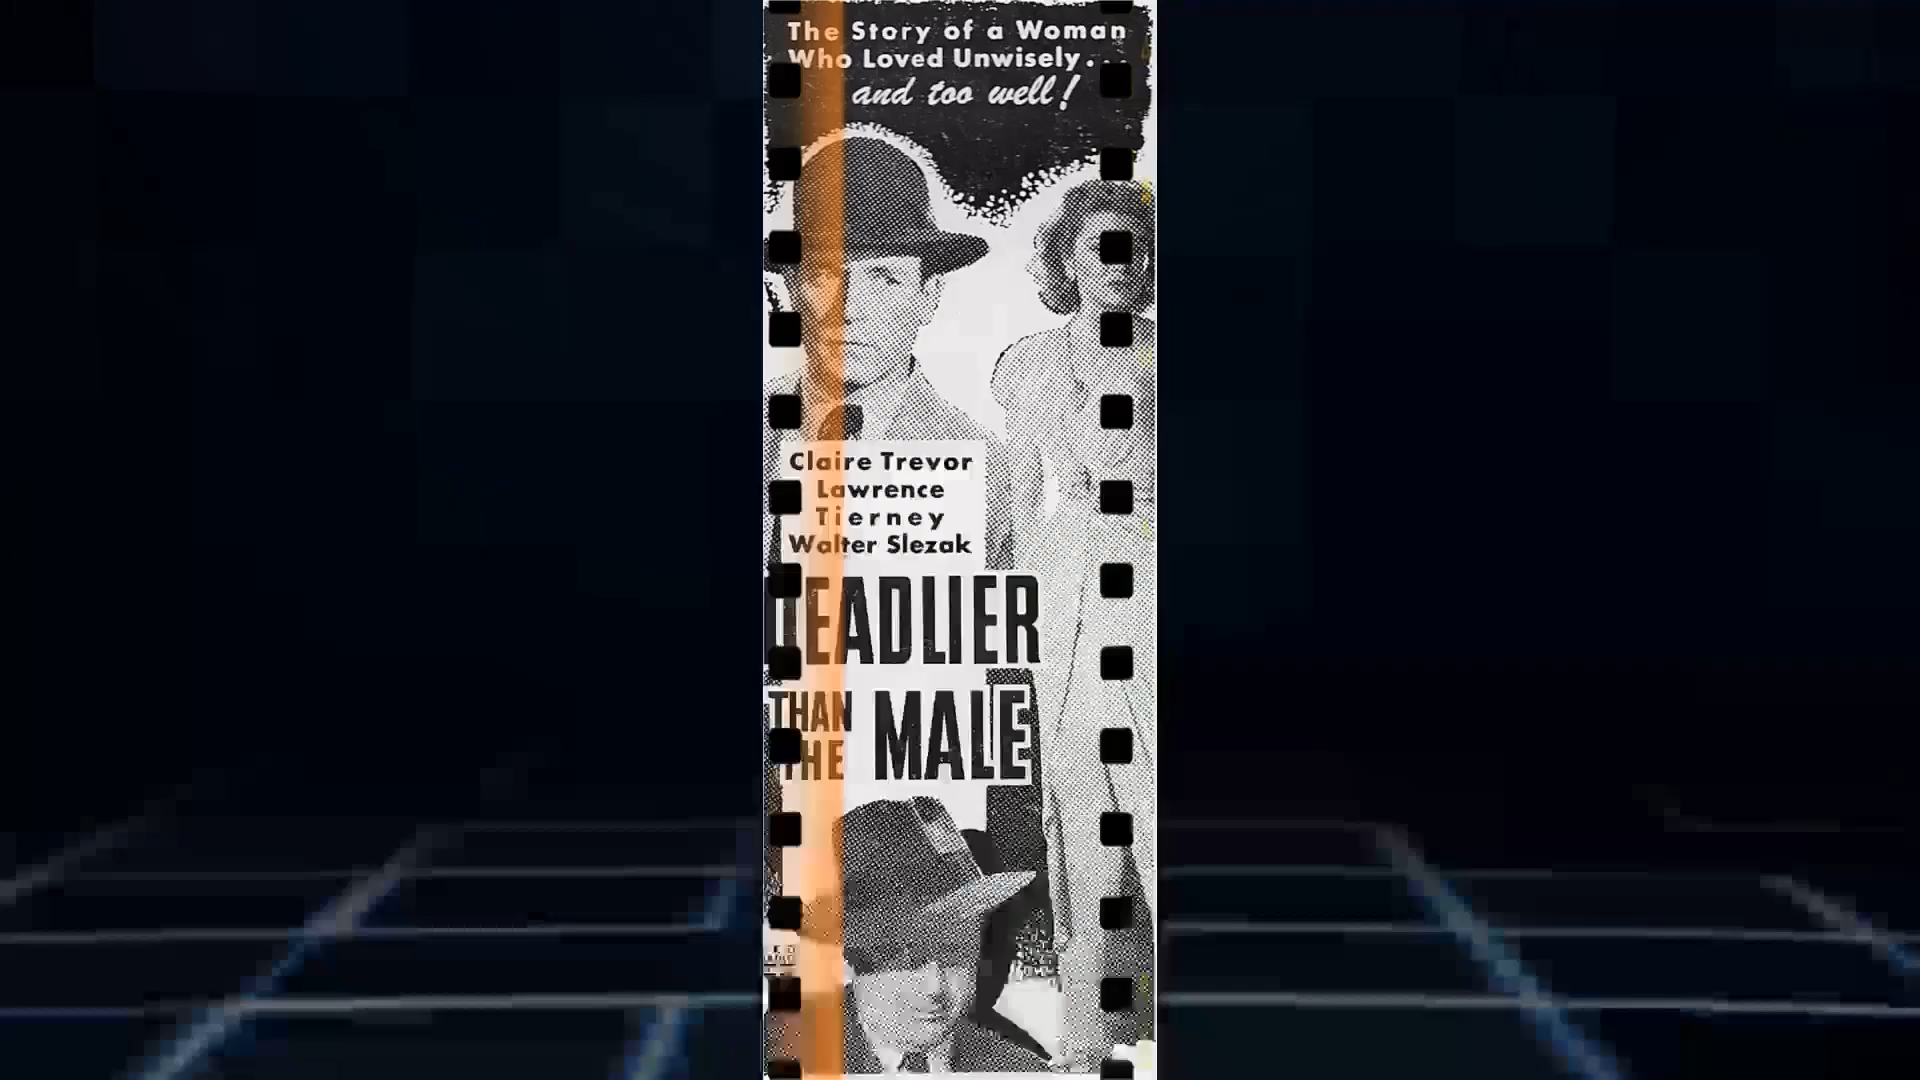 The Story of a Woman
Who Loved Unwisely...
and too well!
Claire Trevor
Lawrence
Tierney
Walter Slezak
DEADLIER
THAN
THE MALE